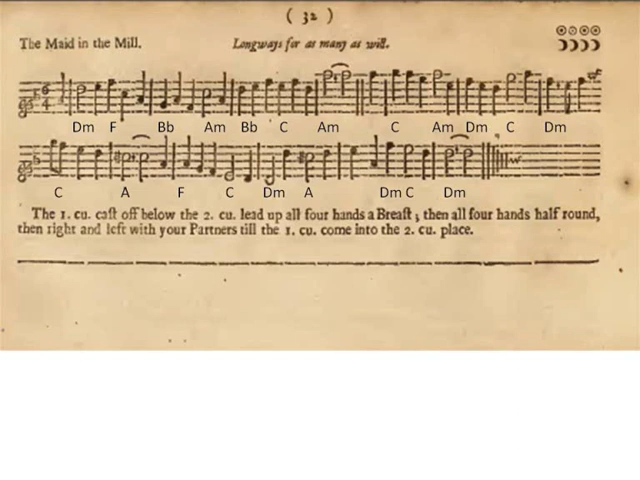 ( 32 )
The Maid in the Mill. Longways for as many as will.
6
4
Dm F Bb Am Bb C Am C Am Dm C Dm
C A F C Dm A Dm C Dm
The 1. cu. caſt off below the 2. cu. lead up all four hands a Breaſt ; then all four hands half round,
then right and left with your Partners till the 1. cu. come into the 2. cu. place.